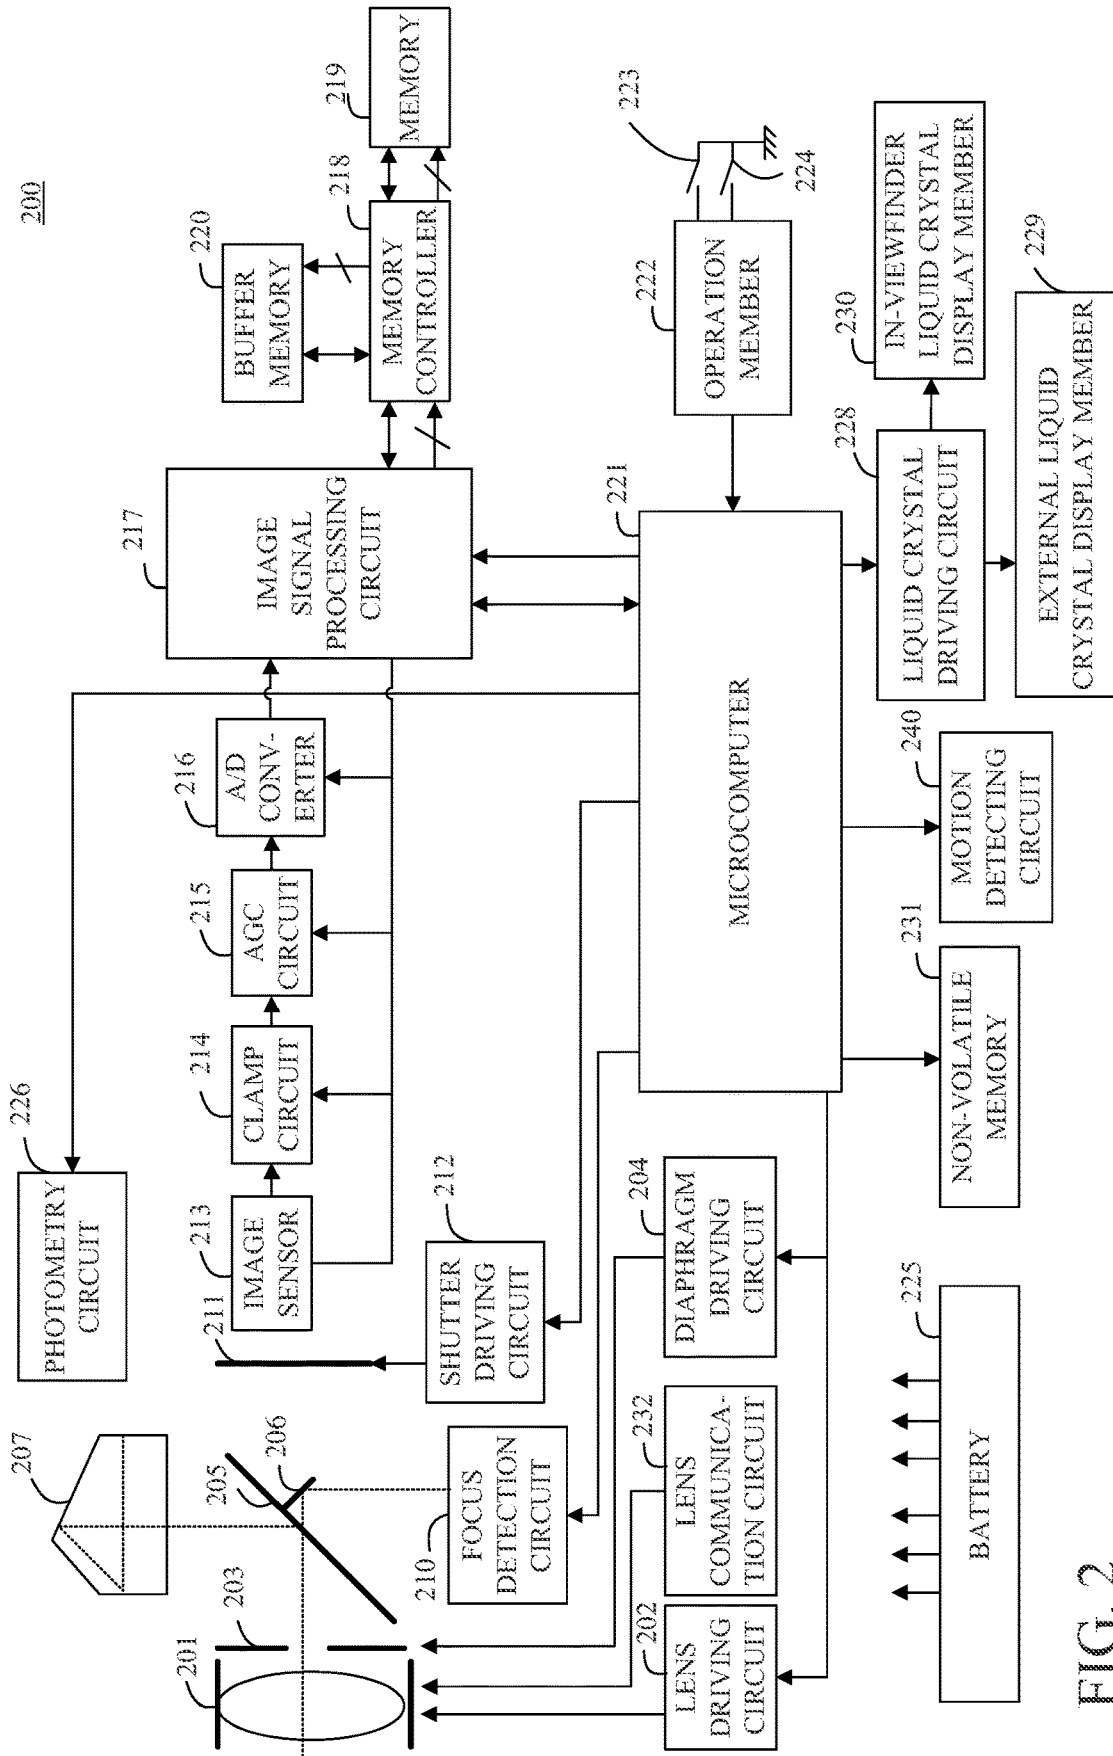 200
207
PHOTOMETRY
CIRCUIT
226
201
203
205
206
211
213
IMAGE
SENSOR
214
CLAMP
CIRCUIT
215
AGC
CIRCUIT
216
A/D
CONV-
ERTER
217
IMAGE
SIGNAL
PROCESSING
CIRCUIT
220
BUFFER
MEMORY
218
MEMORY
CONTROLLER
219
MEMORY
210
FOCUS
DETECTION
CIRCUIT
SHUTTER
DRIVING
CIRCUIT
212
202
LENS
DRIVING
CIRCUIT
232
LENS
COMMUNICA-
TION CIRCUIT
204
DIAPHRAGM
DRIVING
CIRCUIT
221
MICROCOMPUTER
222
OPERATION
MEMBER
223
224
225
BATTERY
231
NON-VOLATILE
MEMORY
240
MOTION
DETECTING
CIRCUIT
228
LIQUID CRYSTAL
DRIVING CIRCUIT
230
IN-VIEWFINDER
LIQUID CRYSTAL
DISPLAY MEMBER
229
EXTERNAL LIQUID
CRYSTAL DISPLAY MEMBER
FIG. 2